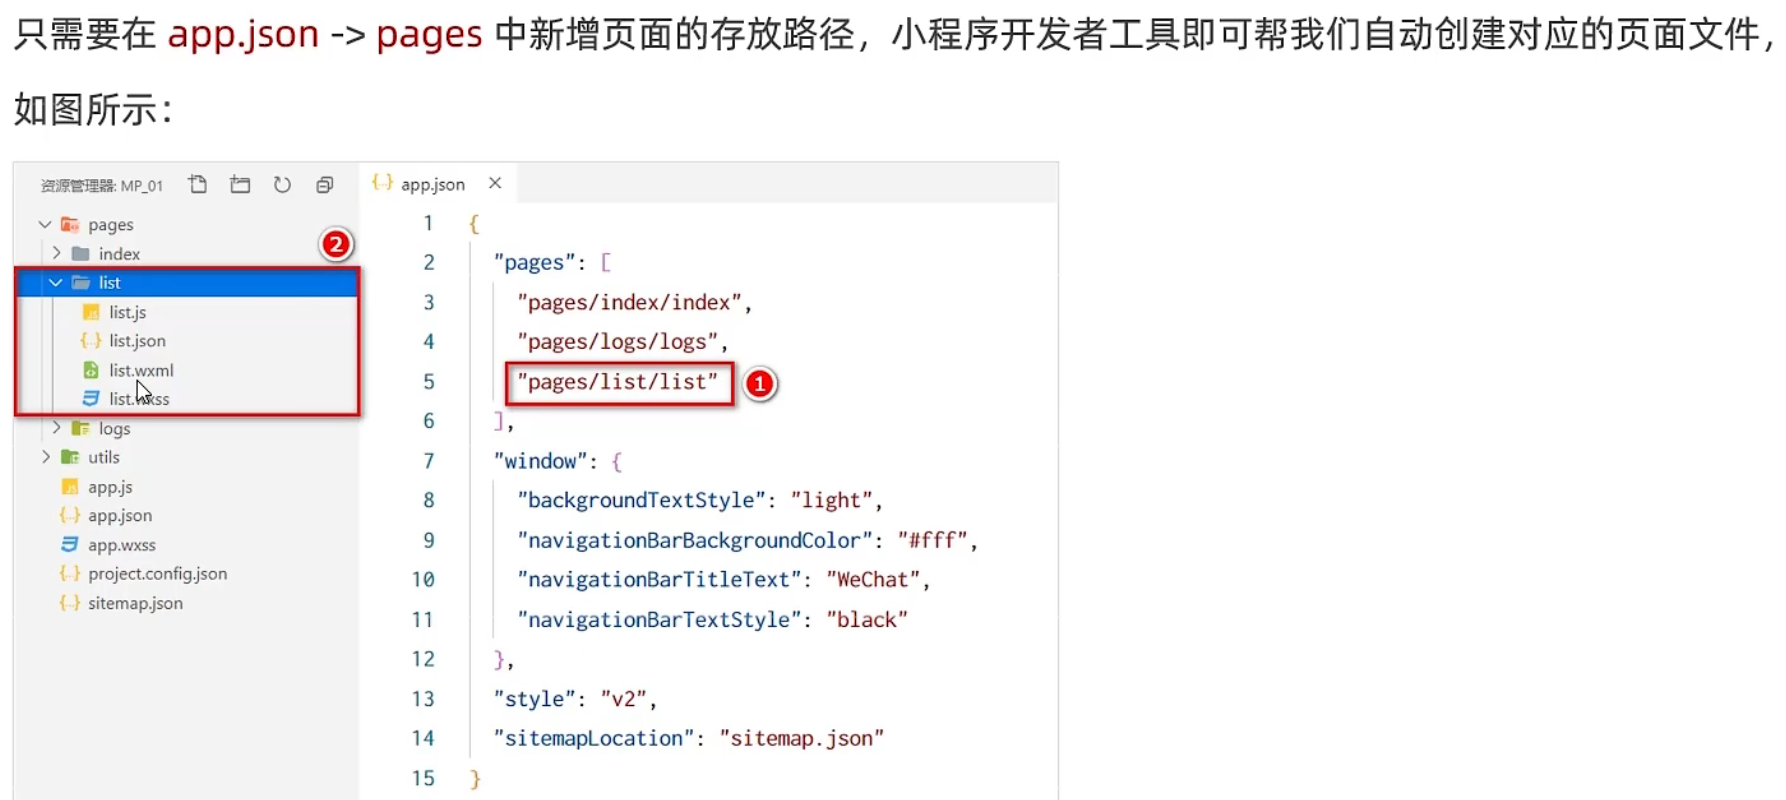 只需要在 app.json -> pages 中新增页面的存放路径，小程序开发者工具即可帮我们自动创建对应的页面文件，
如图所示：
资源管理器: MP_01
pages
index
2
list
list.js
list.json
list.wxml
list.wxss
logs
utils
app.js
app.json
app.wxss
project.config.json
sitemap.json
{..} app.json ×
1 {
2 "pages": [
3 "pages/index/index",
4 "pages/logs/logs",
5 "pages/list/list" 1
6 ],
7 "window": {
8 "backgroundTextStyle": "light",
9 "navigationBarBackgroundColor": "#fff",
10 "navigationBarTitleText": "WeChat",
11 "navigationBarTextStyle": "black"
12 },
13 "style": "v2",
14 "sitemapLocation": "sitemap.json"
15 }